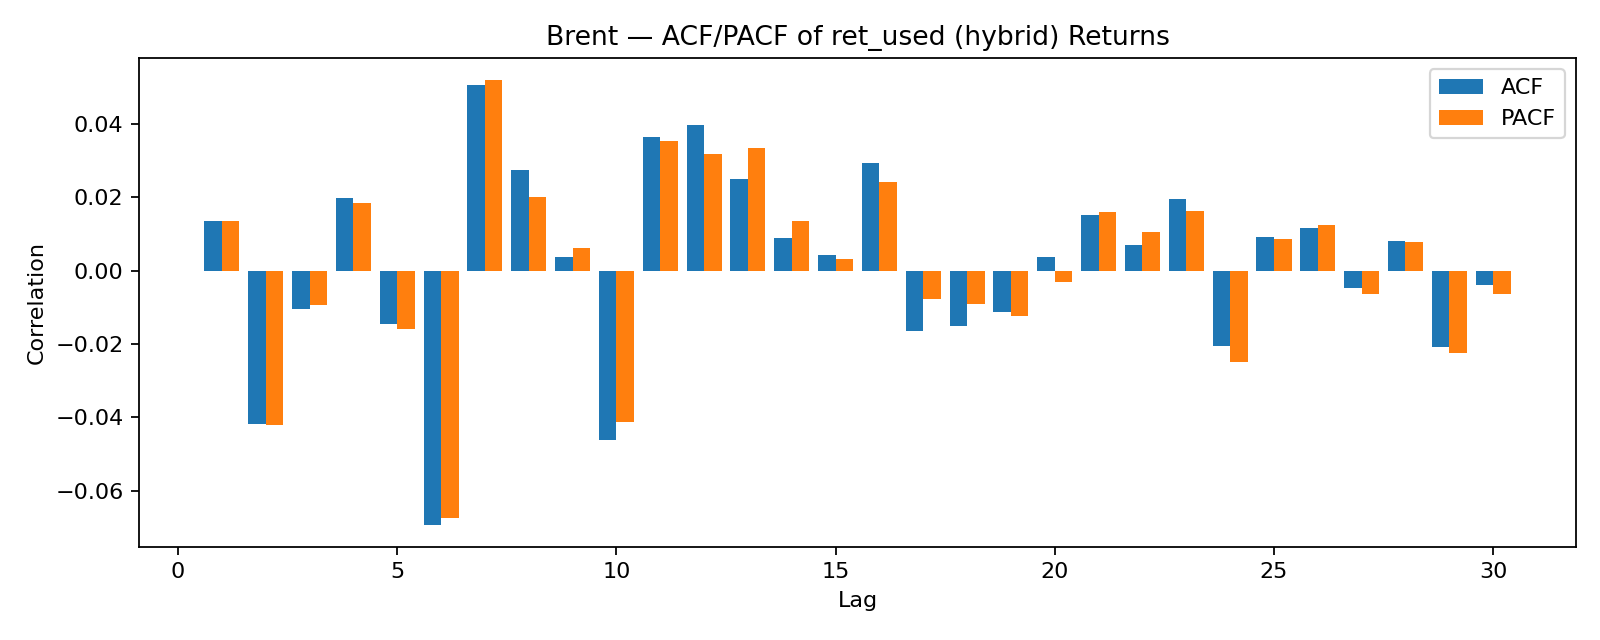 Brent — ACF/PACF of ret_used (hybrid) Returns
ACF
PACF
Correlation
0.04
0.02
0.00
−0.02
−0.04
−0.06
0
5
10
15
20
25
30
Lag